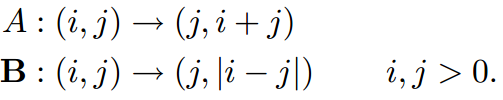 A : (i, j) → (j, i + j)
B : (i, j) → (j, |i − j|) i, j > 0.